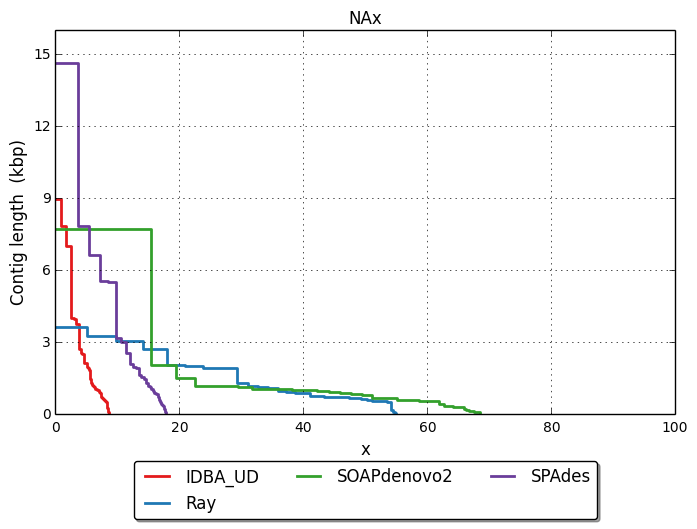 NAx
15
12
9
6
3
0
Contig length  (kbp)
0 20 40 60 80 100
x
IDBA_UD SOAPdenovo2 SPAdes
Ray